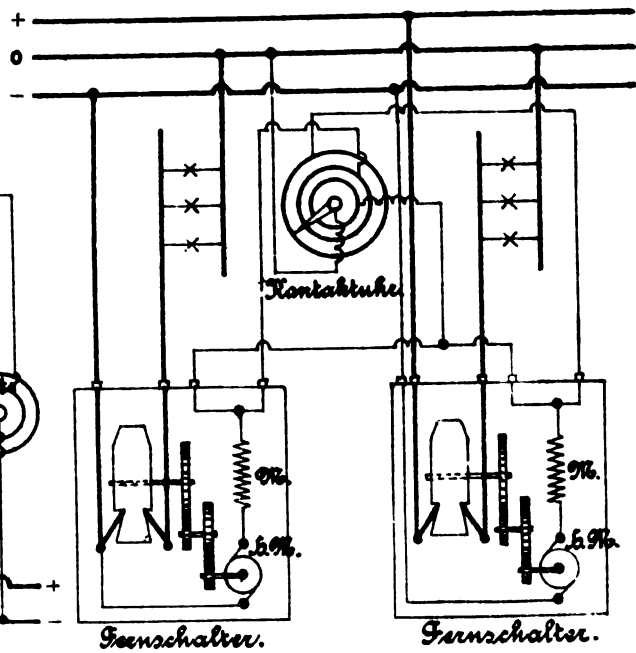 +
0
−
Kontaktuhr.
M.
M.
h.M.
h.M.
+
−
Fernschalter.
Fernschalter.